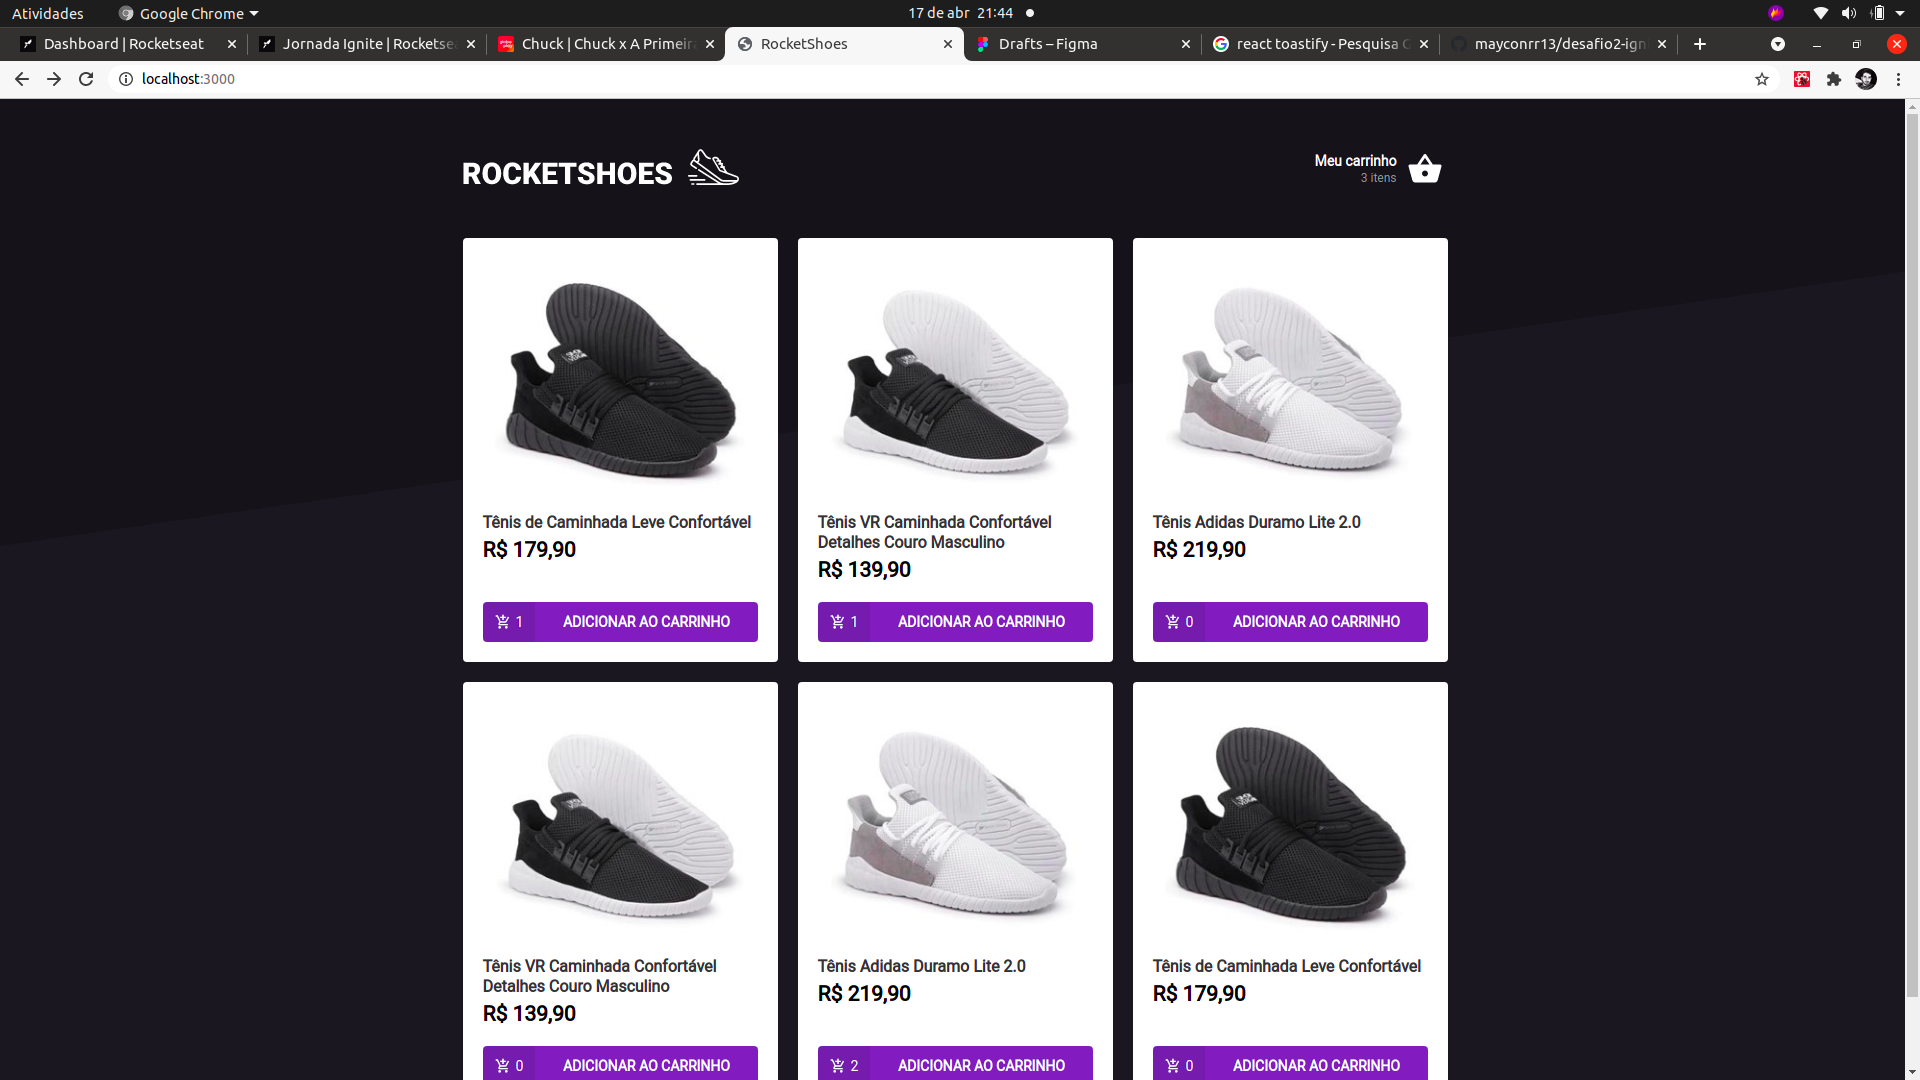 Atividades
Google Chrome
17 de abr 21:44
Dashboard | Rocketseat
Jornada Ignite | Rocketsea
Chuck | Chuck x A Primeir
RocketShoes
Drafts – Figma
react toastify - Pesquisa G
mayconrr13/desafio2-ign
localhost:3000
ROCKETSHOES
Meu carrinho
3 itens
Tênis de Caminhada Leve Confortável
R$ 179,90
1 ADICIONAR AO CARRINHO
Tênis VR Caminhada Confortável
Detalhes Couro Masculino
R$ 139,90
1 ADICIONAR AO CARRINHO
Tênis Adidas Duramo Lite 2.0
R$ 219,90
0 ADICIONAR AO CARRINHO
Tênis VR Caminhada Confortável
Detalhes Couro Masculino
R$ 139,90
0 ADICIONAR AO CARRINHO
Tênis Adidas Duramo Lite 2.0
R$ 219,90
2 ADICIONAR AO CARRINHO
Tênis de Caminhada Leve Confortável
R$ 179,90
0 ADICIONAR AO CARRINHO